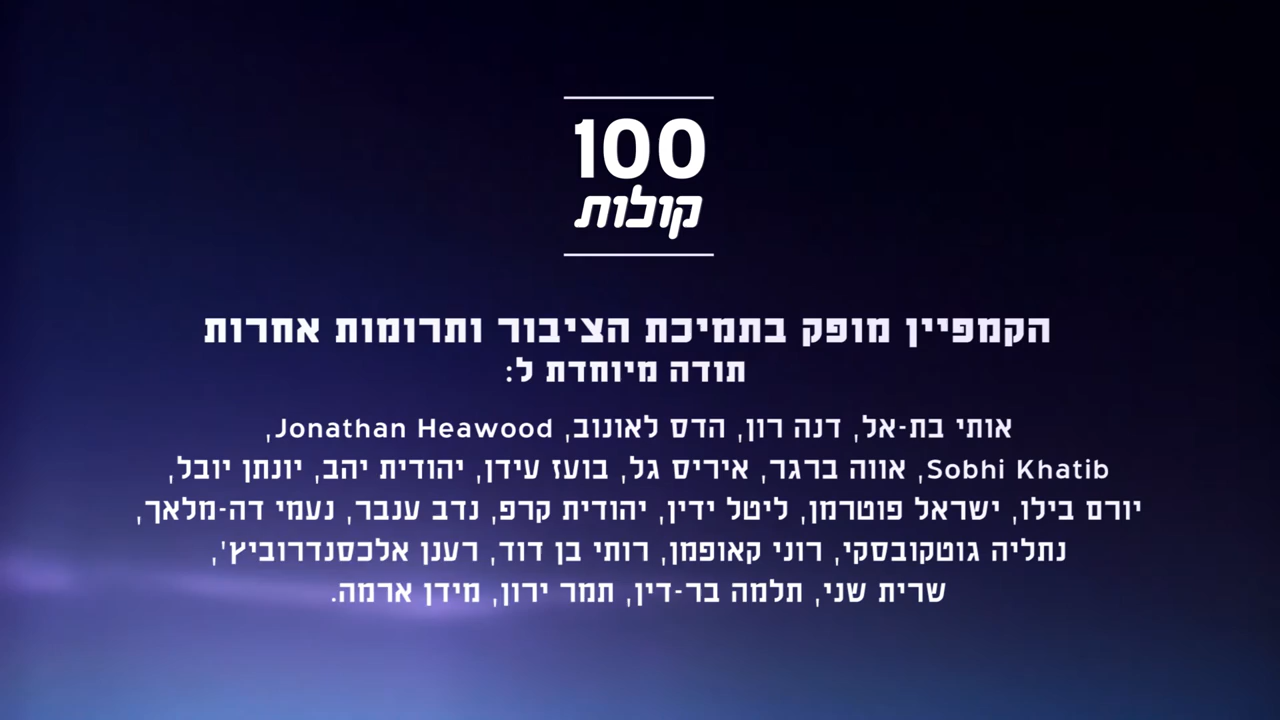 100
קולות
הקמפיין מופק בתמיכת הציבור ותרומות אחרות
תודה מיוחדת ל:
אותי בת-אל, דנה רון, הדס לאונוב, Jonathan Heawood,
Sobhi Khatib, אווה ברגר, איריס גל, בועז עידן, יהודית יהב, יונתן יובל,
יורם בילו, ישראל פוטרמן, ליטל ידין, יהודית קרפ, נדב ענבר, נעמי דה-מלאך,
נתליה גוטקובסקי, רוני קאופמן, רותי בן דוד, רענן אלכסנדרוביץ',
שרית שני, תלמה בר-דין, תמר ירון, מידן ארמה.